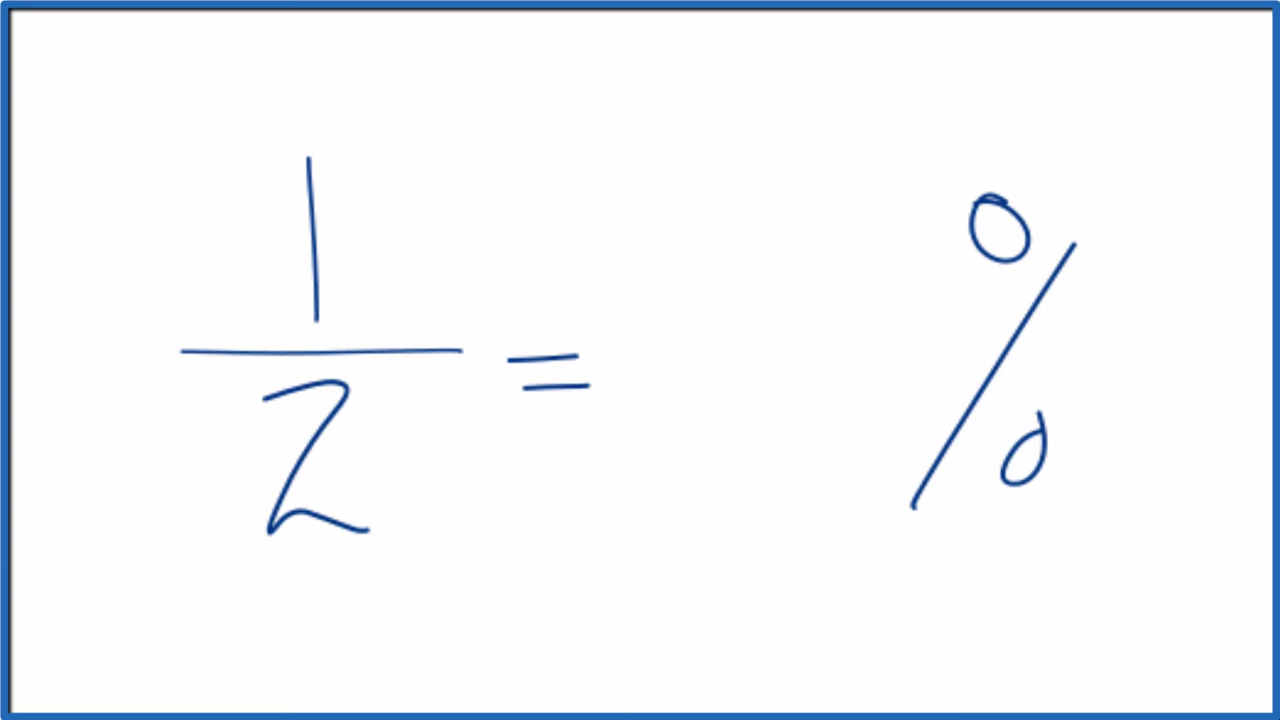 1/2 = %